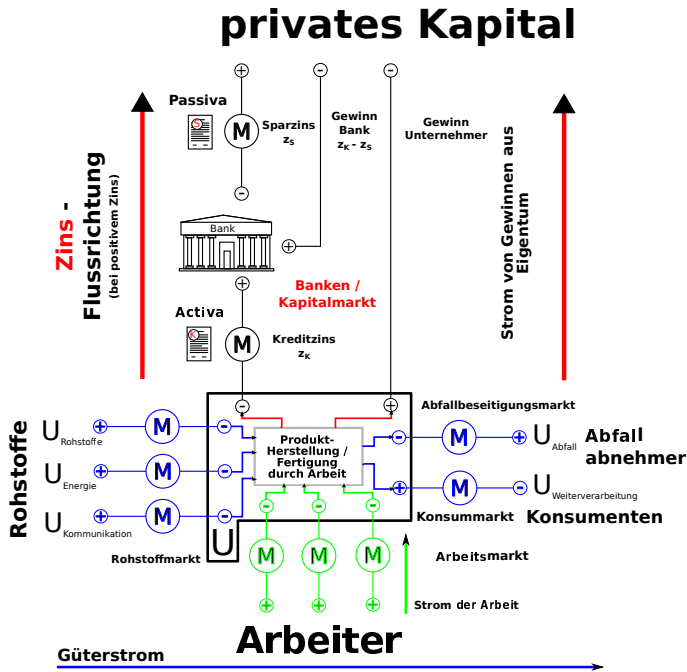 privates Kapital
+
-
-
Passiva
S
M
Sparzins
zS
Gewinn
Bank
zK - zS
Gewinn
Unternehmer
-
Zins -
Flussrichtung
(bei positivem Zins)
Strom von Gewinnen aus
Eigentum
Bank
+
+
Banken /
Kapitalmarkt
Activa
K
M
Kreditzins
zK
-
+
Rohstoffe
URohstoffe
+
M
-
UEnergie
+
M
-
UKommunikation
+
M
-
Rohstoffmarkt
U
Produkt-
Herstellung /
Fertigung
durch Arbeit
Abfallbeseitigungsmarkt
-
M
+
UAbfall
Abfall
abnehmer
+
M
-
UWeiterverarbeitung
Konsummarkt
Konsumenten
-
-
-
M
M
M
Arbeitsmarkt
+
+
+
Strom der Arbeit
Arbeiter
Güterstrom